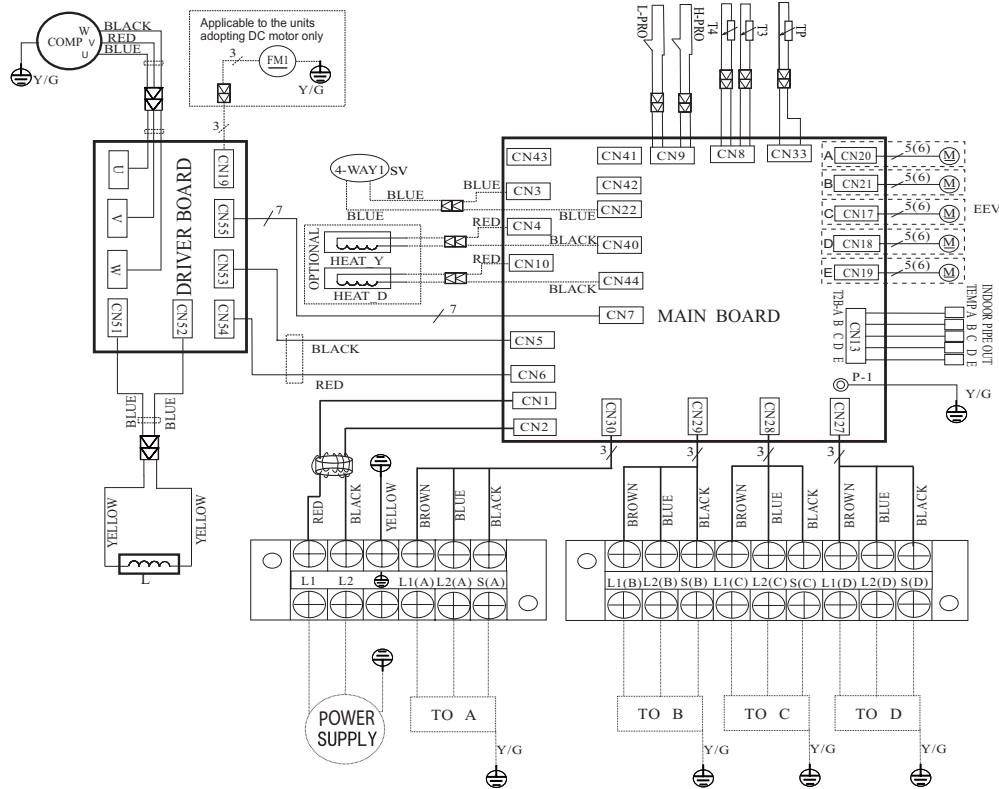 W
COMP V
U
BLACK
RED
BLUE
Y/G
Applicable to the units
adopting DC motor only
3
FM1
Y/G
3
L-PRO
H-PRO
T4
T3
TP
U
V
W
CN19
CN55
CN53
CN54
CN51
CN52
DRIVER BOARD
7
7
4-WAY1 SV
BLUE
BLUE
BLUE
BLUE
OPTIONAL
HEAT_Y
HEAT_D
RED
BLACK
RED
BLACK
CN43
CN41
CN9
CN8
CN33
CN3
CN42
CN22
CN4
CN40
CN10
CN44
CN7
MAIN BOARD
CN5
CN6
CN1
CN2
BLACK
RED
A CN20 5(6) M
B CN21 5(6) M
C CN17 5(6) M
D CN18 5(6) M
E CN19 5(6) M
EEV
T2B-A B C D E
CN13
A B C D E
INDOOR PIPE OUT
TEMP
P-1
Y/G
CN30
CN29
CN28
CN27
3
3
3
3
BLUE
BLUE
YELLOW
YELLOW
L
RED
BLACK
YELLOW
BROWN
BLUE
BLACK
BROWN
BLUE
BLACK
BROWN
BLUE
BLACK
BROWN
BLUE
BLACK
L1 L2 L1(A) L2(A) S(A)
L1(B) L2(B) S(B) L1(C) L2(C) S(C) L1(D) L2(D) S(D)
POWER
SUPPLY
TO A
TO B
TO C
TO D
Y/G
Y/G
Y/G
Y/G